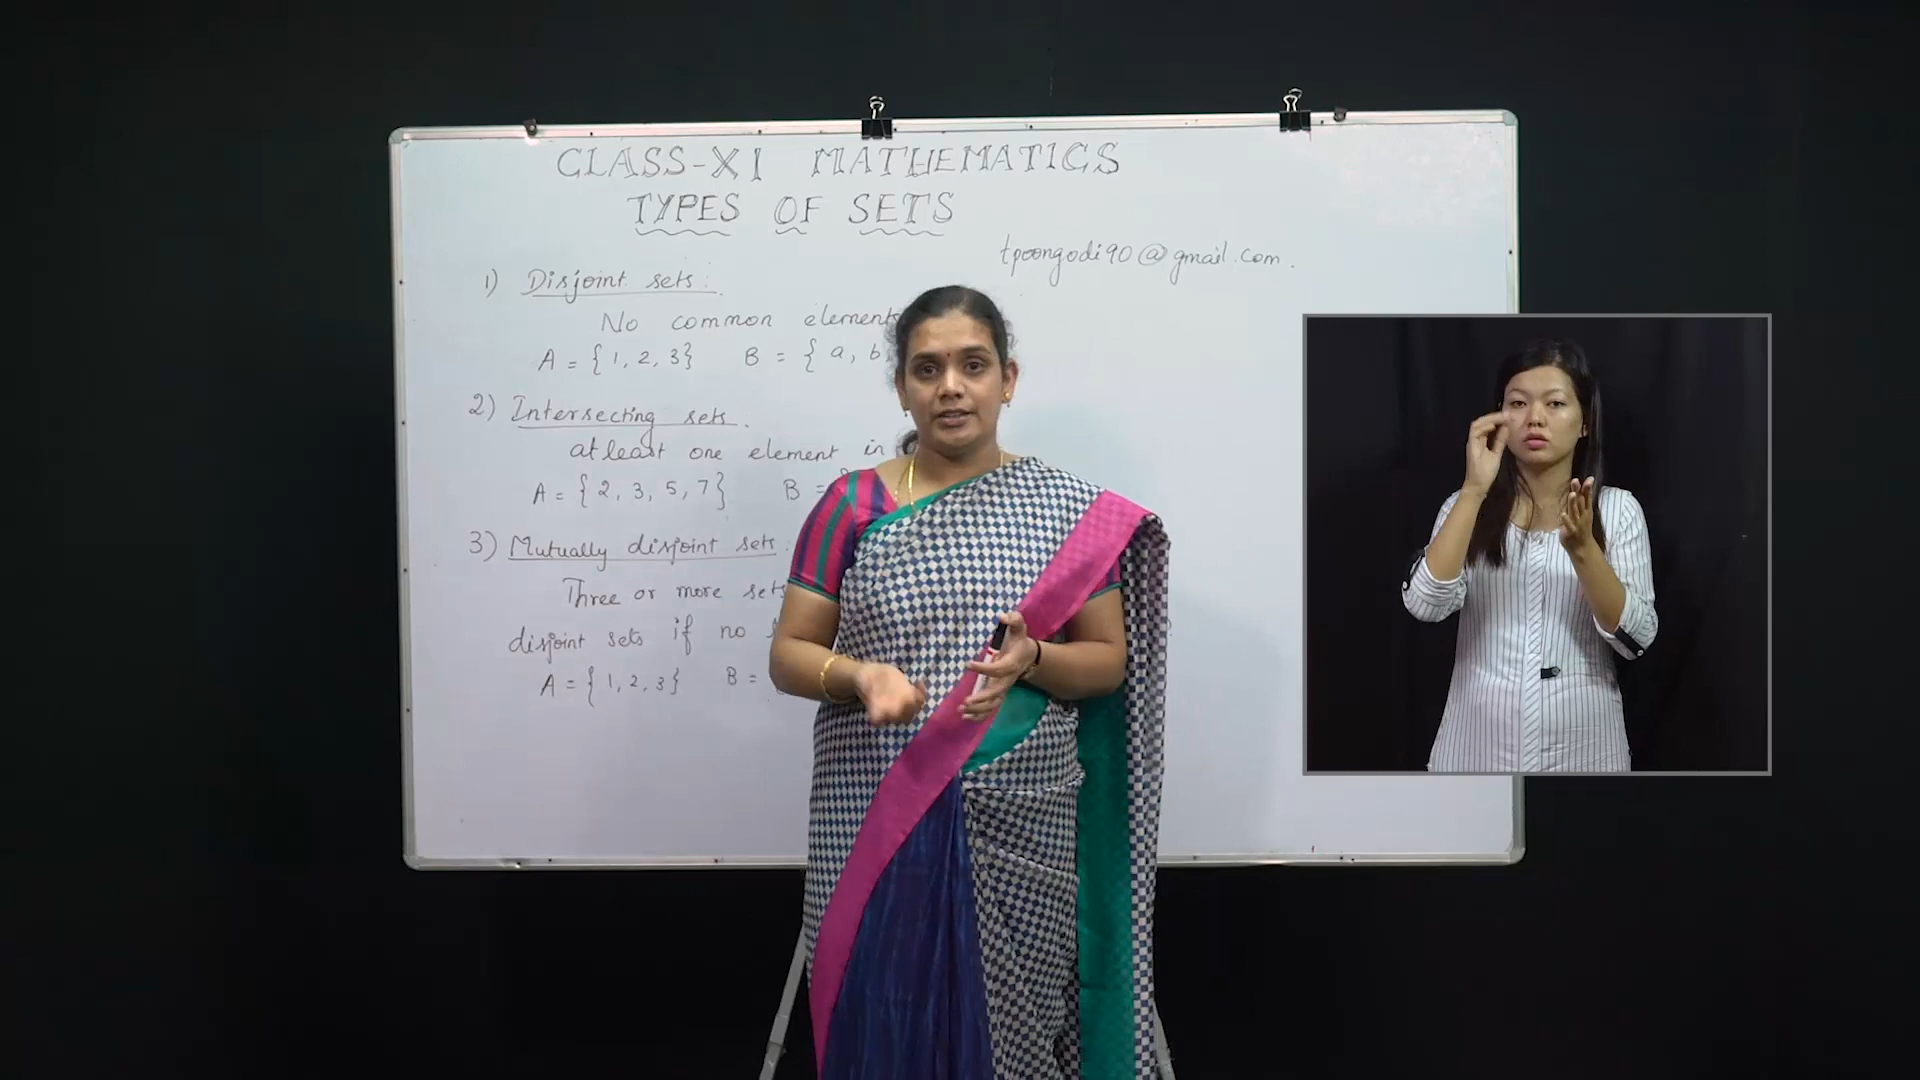 CLASS-XI MATHEMATICS
TYPES OF SETS
tpoongodi90@gmail.com.
1) Disjoint sets:
No common element
A = {1, 2, 3} B = {a, b,
2) Intersecting sets.
atleast one element in
A = {2, 3, 5, 7} B =
3) Mutually disjoint sets.
Three or more sets
disjoint sets if no
A = {1, 2, 3} B = {